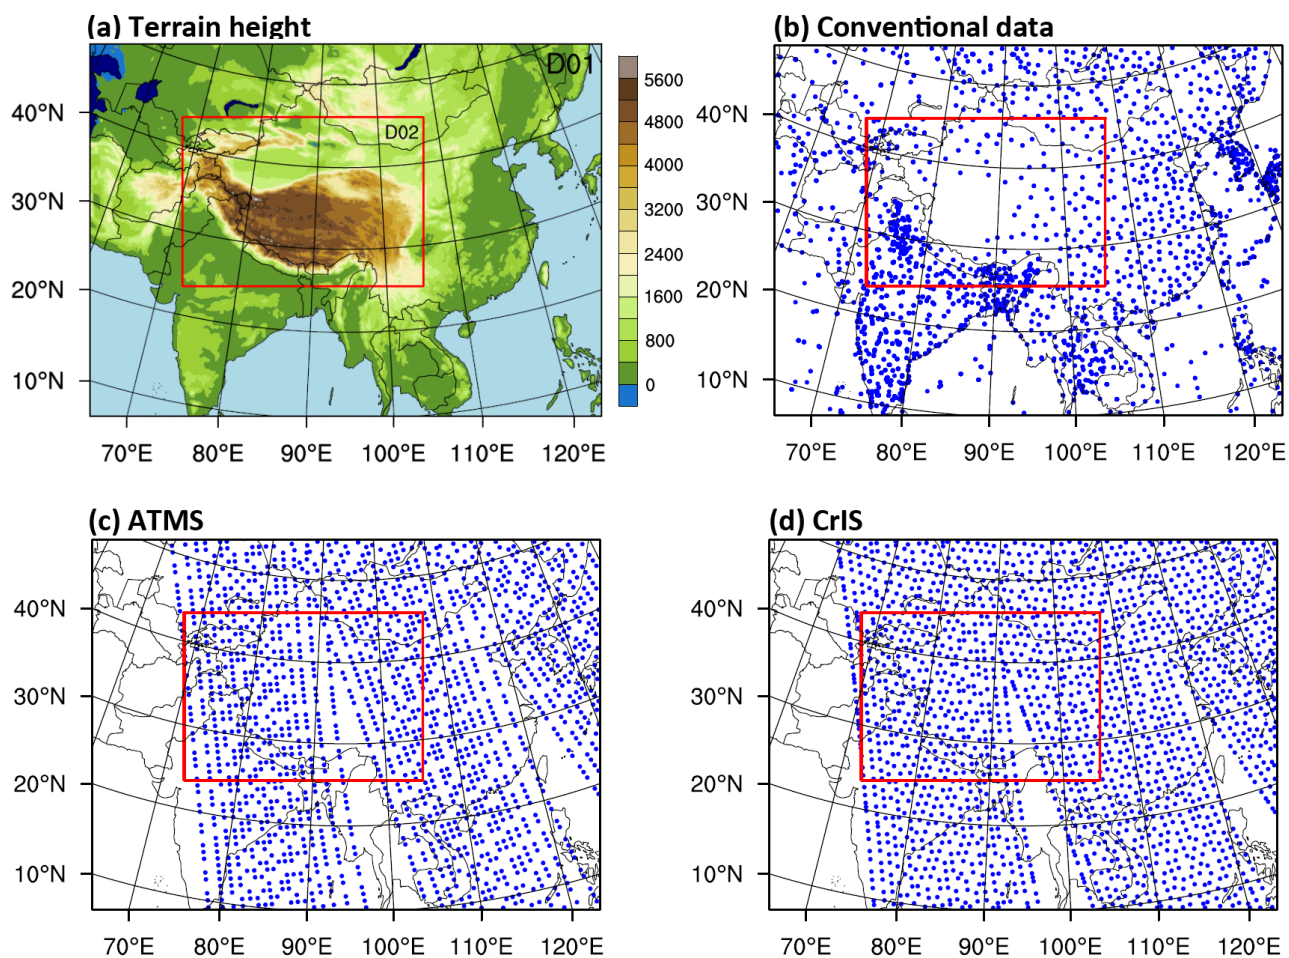 (a) Terrain height
(b) Conventional data
D01
D02
40°N
30°N
20°N
10°N
70°E 80°E 90°E 100°E 110°E 120°E
5600
4800
4000
3200
2400
1600
800
0
40°N
30°N
20°N
10°N
70°E 80°E 90°E 100°E 110°E 120°E
(c) ATMS
(d) CrIS
40°N
30°N
20°N
10°N
70°E 80°E 90°E 100°E 110°E 120°E
40°N
30°N
20°N
10°N
70°E 80°E 90°E 100°E 110°E 120°E